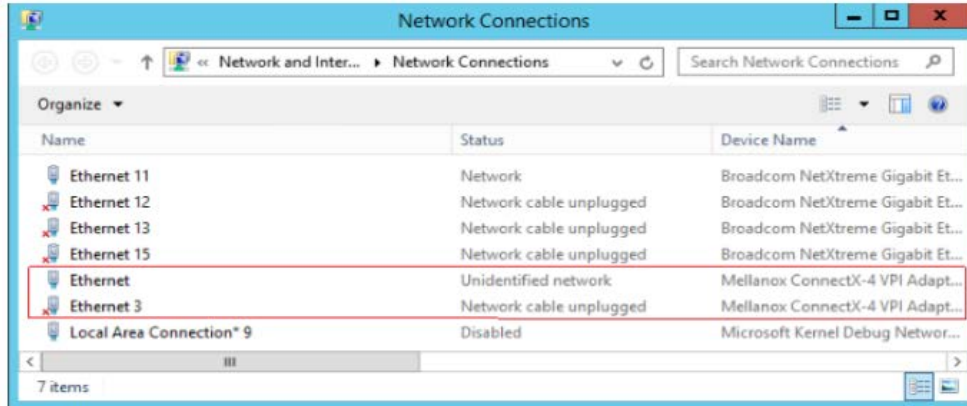 Network Connections
« Network and Inter... ▸ Network Connections
Search Network Connections
Organize ▾
Name Status Device Name
Ethernet 11 Network Broadcom NetXtreme Gigabit Et...
Ethernet 12 Network cable unplugged Broadcom NetXtreme Gigabit Et...
Ethernet 13 Network cable unplugged Broadcom NetXtreme Gigabit Et...
Ethernet 15 Network cable unplugged Broadcom NetXtreme Gigabit Et...
Ethernet Unidentified network Mellanox ConnectX-4 VPI Adapt...
Ethernet 3 Network cable unplugged Mellanox ConnectX-4 VPI Adapt...
Local Area Connection* 9 Disabled Microsoft Kernel Debug Networ...
7 items